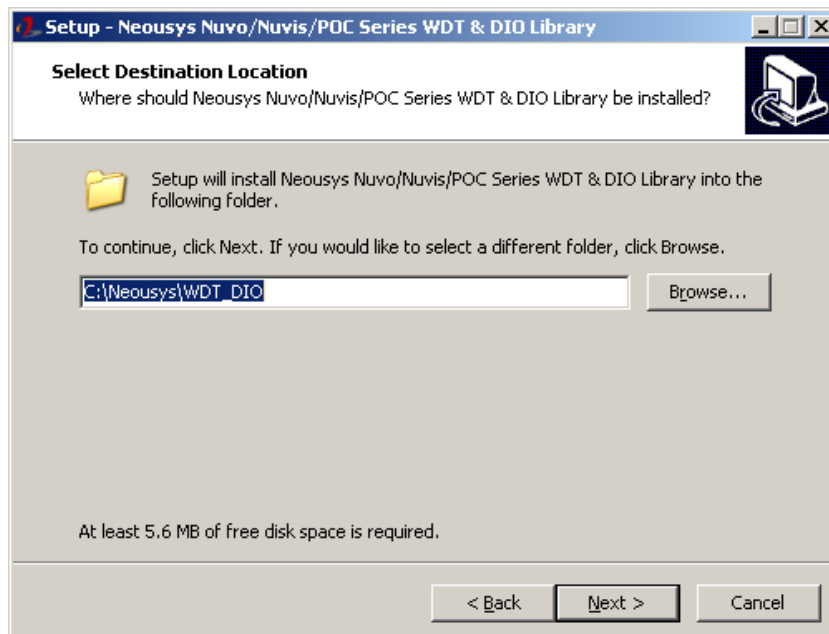 Setup - Neousys Nuvo/Nuvis/POC Series WDT & DIO Library
Select Destination Location
Where should Neousys Nuvo/Nuvis/POC Series WDT & DIO Library be installed?
Setup will install Neousys Nuvo/Nuvis/POC Series WDT & DIO Library into the
following folder.
To continue, click Next. If you would like to select a different folder, click Browse.
C:\Neousys\WDT_DIO
Browse...
At least 5.6 MB of free disk space is required.
< Back
Next >
Cancel